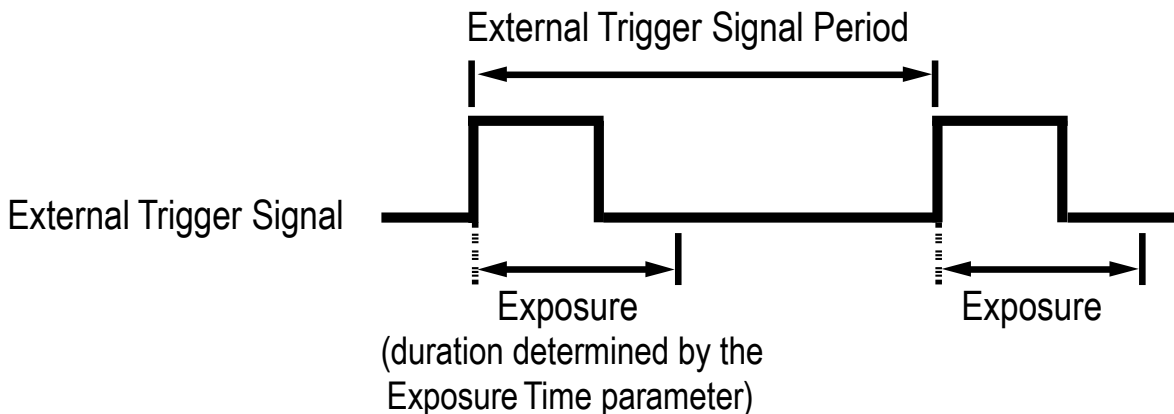 External Trigger Signal Period
External Trigger Signal
Exposure
(duration determined by the
Exposure Time parameter)
Exposure